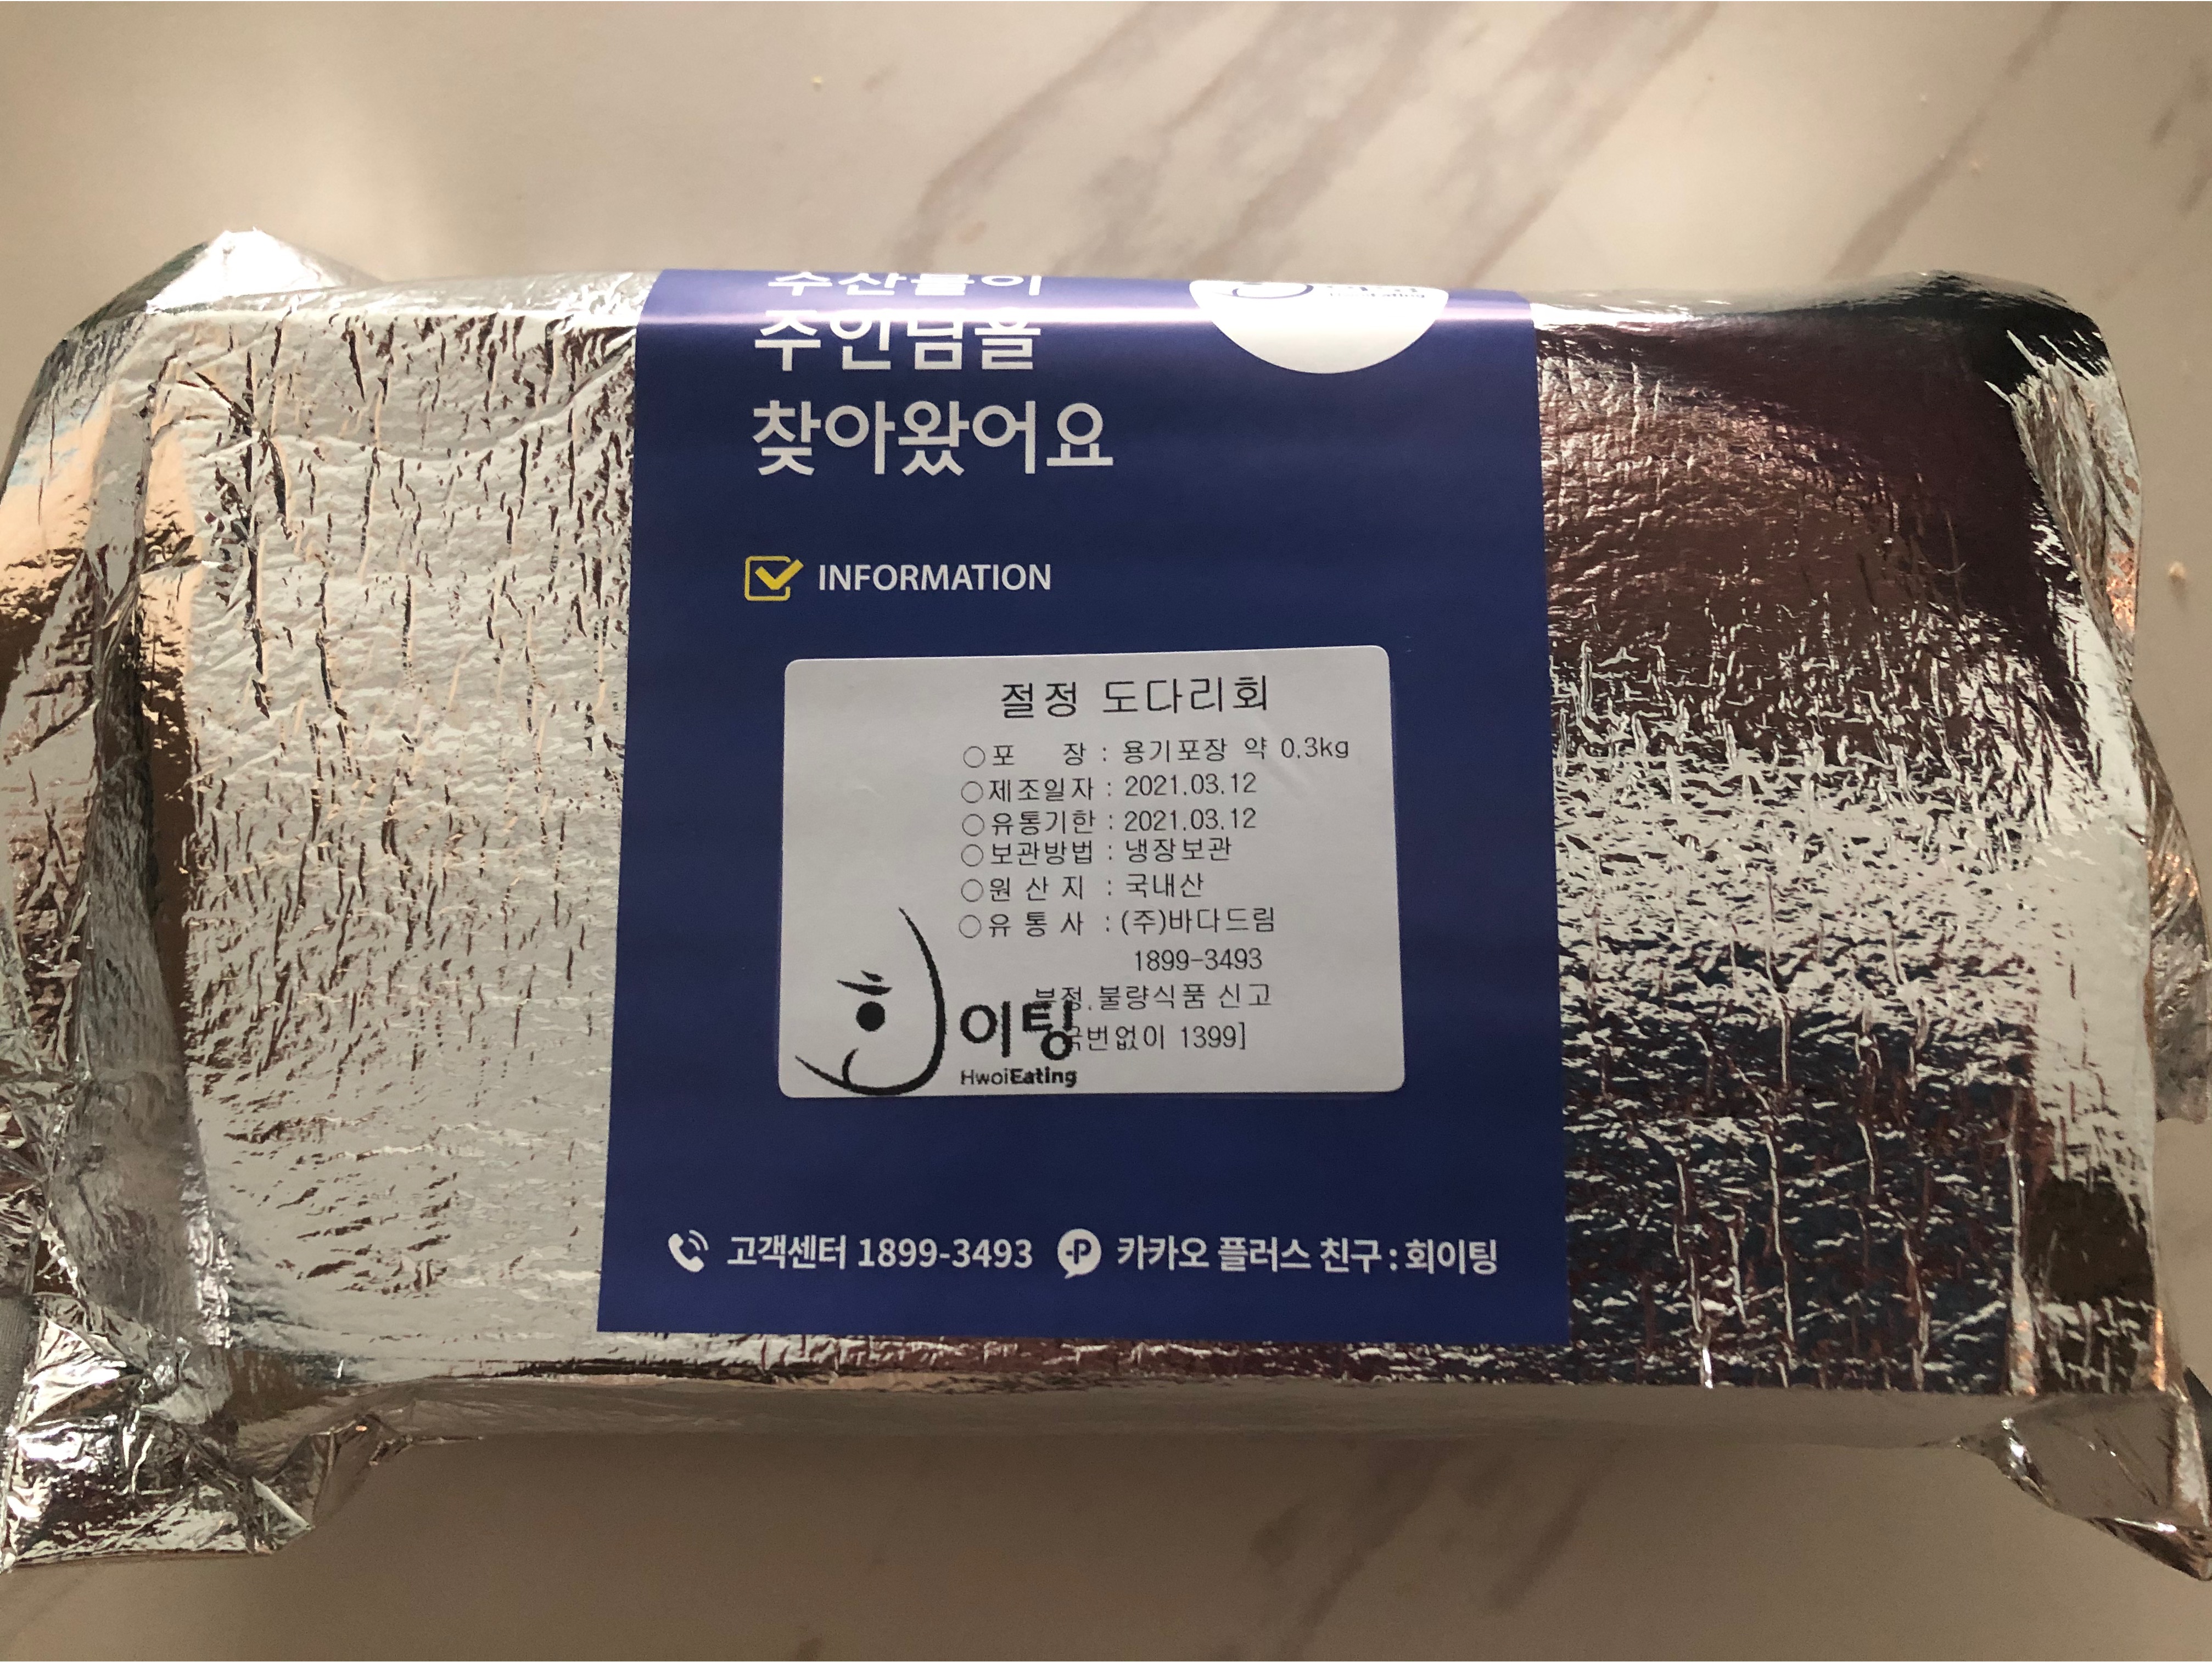 수산물이
주인님을
찾아왔어요
INFORMATION
절정 도다리회
○포 장 : 용기포장 약 0.3kg
○제조일자 : 2021.03.12
○유통기한 : 2021.03.12
○보관방법 : 냉장보관
○원 산 지 : 국내산
○유 통 사 : (주)바다드림
1899-3493
부정.불량식품 신고
국번없이 1399]
회이팅
HwoiEating
고객센터 1899-3493 P 카카오 플러스 친구 : 회이팅